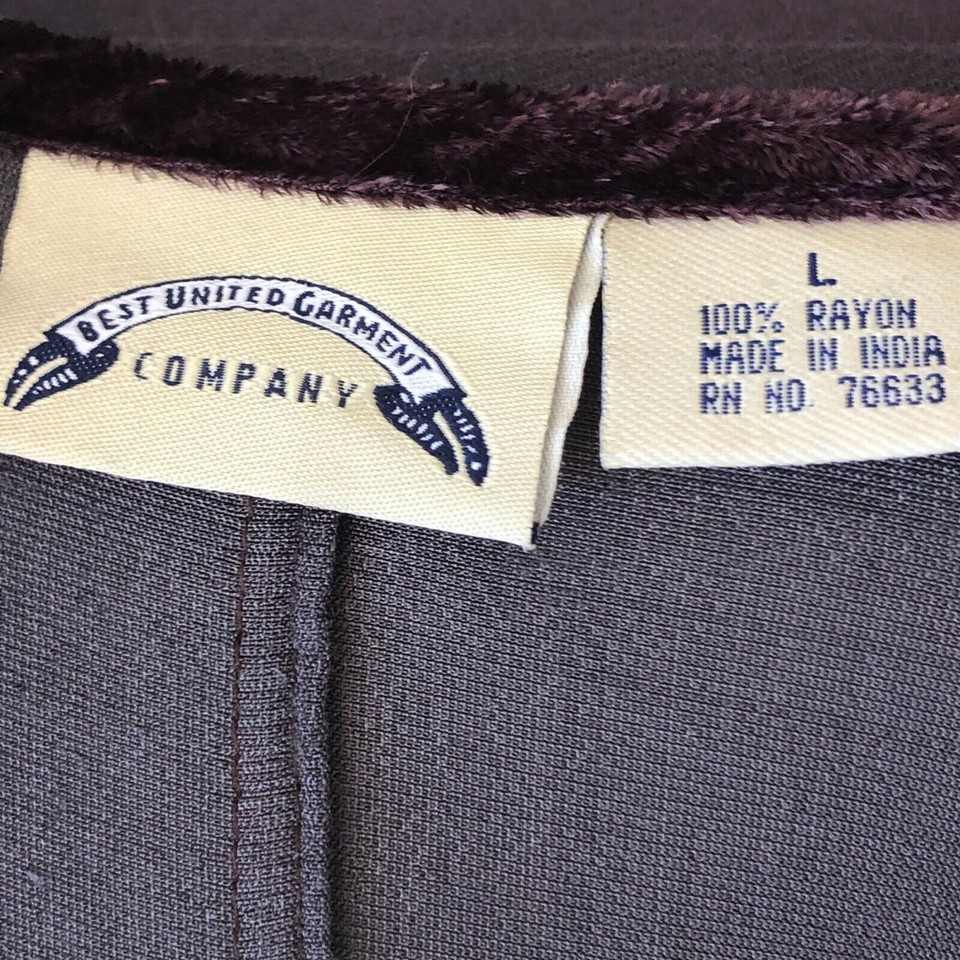 BEST UNITED GARMENT
COMPANY
L
100% RAYON
MADE IN INDIA
RN NO. 76633